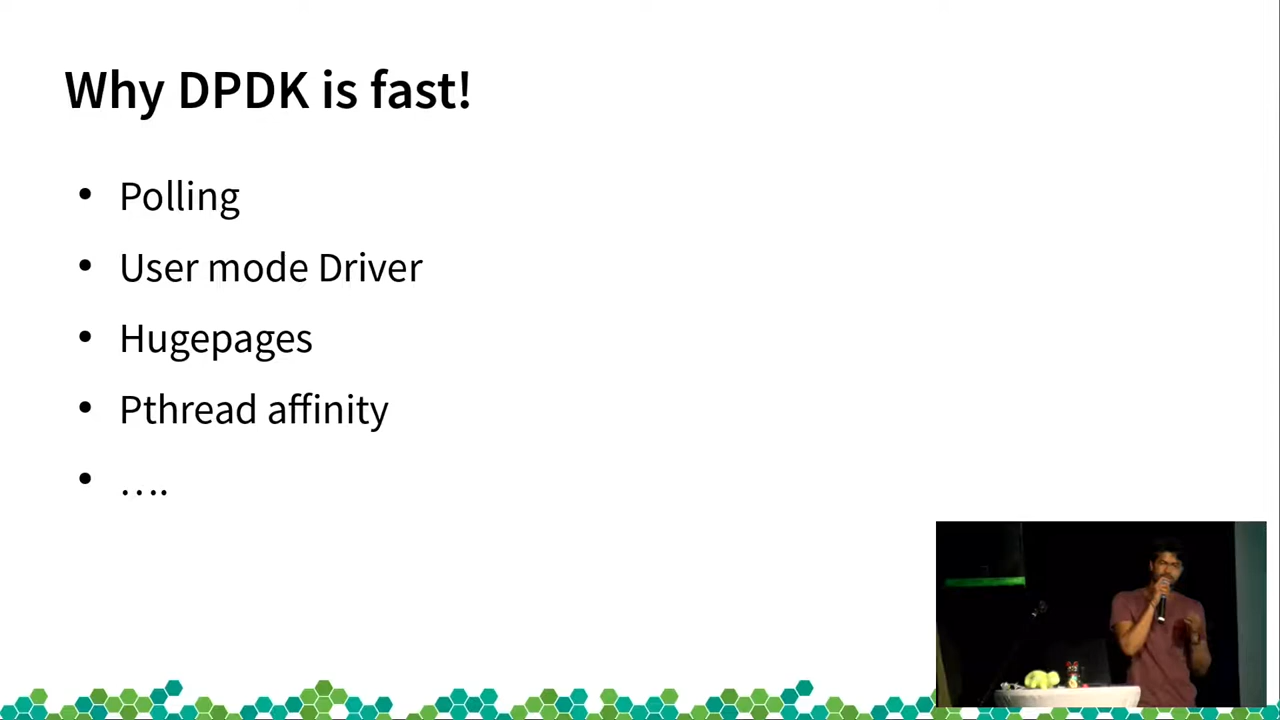 Why DPDK is fast!
• Polling
• User mode Driver
• Hugepages
• Pthread affinity
• ....